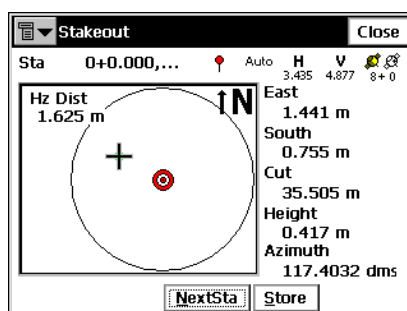 Stakeout
Close
Sta 0+0.000,... Auto H V
3.435 4.877 8+0
Hz Dist
1.625 m
N
East
1.441 m
South
0.755 m
Cut
35.505 m
Height
0.417 m
Azimuth
117.4032 dms
NextSta Store